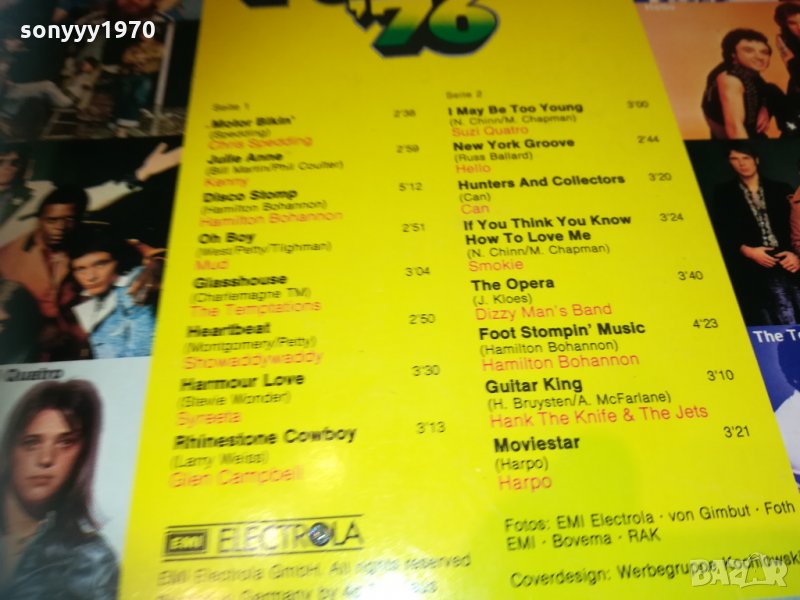 sonyyy1970
'76
Seite 1
Motor Bikin' 2'38
(Spedding)
Chris Spedding
Julie Anne 2'59
(Bill Martin/Phil Coulter)
Kenny
Disco Stomp 5'12
(Hamilton Bohannon)
Hamilton Bohannon
Oh Boy 2'51
(West/Petty/Tilghman)
Mud
Glasshouse 3'04
(Charlemagne TM)
The Temptations
Heartbeat 2'50
(Montgomery/Petty)
Showaddywaddy
Harmour Love 3'30
(Stevie Wonder)
Syreeta
Rhinestone Cowboy 3'13
(Larry Weiss)
Glen Campbell
EMI ELECTROLA
EMI Electrola GmbH. All rights reserved
Germany by
Seite 2
I May Be Too Young 3'00
(N. Chinn/M. Chapman)
Suzi Quatro
New York Groove 2'44
(Russ Ballard)
Hello
Hunters And Collectors 3'20
(Can)
Can
If You Think You Know 3'24
How To Love Me
(N. Chinn/M. Chapman)
Smokie
The Opera 3'40
(J. Kloes)
Dizzy Man's Band
Foot Stompin' Music 4'23
(Hamilton Bohannon)
Hamilton Bohannon
Guitar King 3'10
(H. Bruysten/A. McFarlane)
Hank The Knife & The Jets
Moviestar 3'21
(Harpo)
Harpo
Fotos: EMI Electrola · von Gimbut · Foth
EMI · Bovema · RAK
Coverdesign: Werbegruppe
Quatro
The
BAZAR